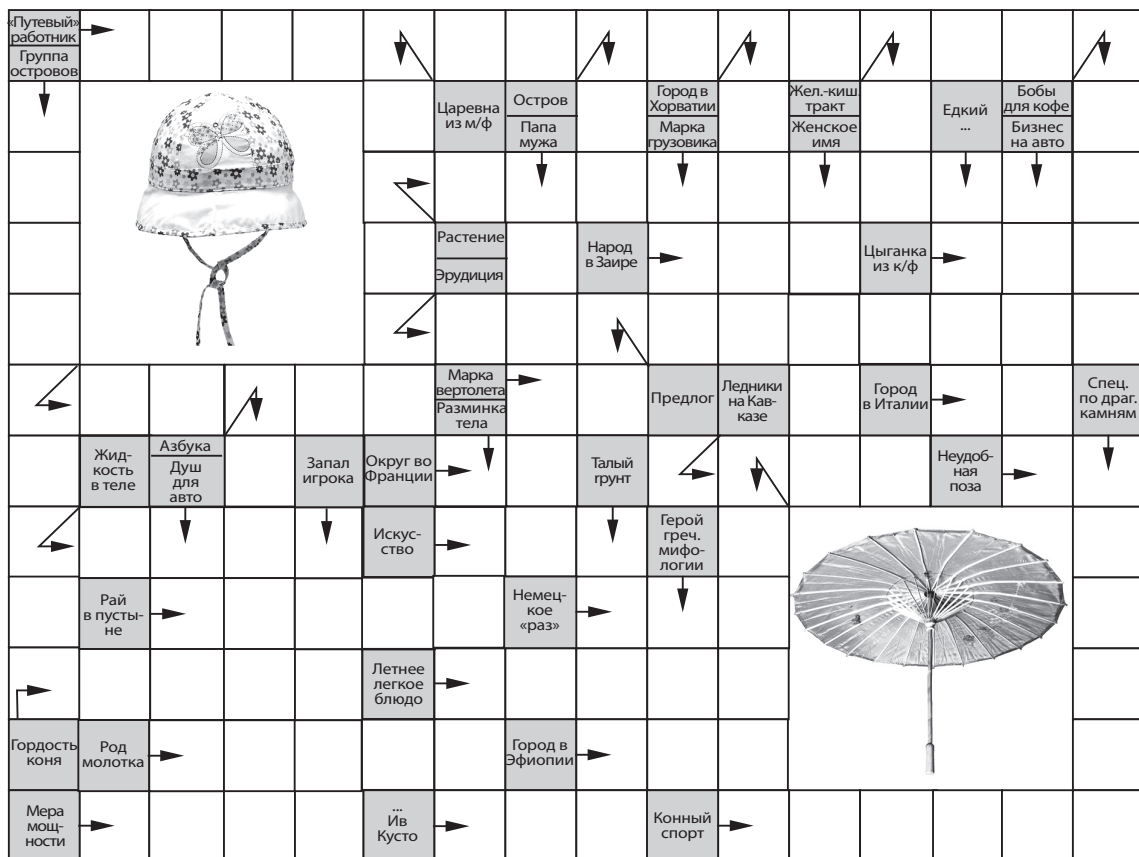 «Путевый»
работник
Группа
островов
Царевна
из м/ф
Остров
Папа
мужа
Город в
Хорватии
Марка
грузовика
Жел.-киш.
тракт
Женское
имя
Едкий
...
Бобы
для кофе
Бизнес
на авто
Растение
Эрудиция
Народ
в Заире
Цыганка
из к/ф
Марка
вертолета
Разминка
тела
Предлог
Ледники
на Кав-
казе
Город
в Италии
Спец.
по драг.
камням
Жид-
кость
в теле
Азбука
Душ
для
авто
Запал
игрока
Округ во
Франции
Талый
грунт
Неудоб-
ная
поза
Искус-
ство
Герой
греч.
мифо-
логии
Рай
в пусты-
не
Немец-
кое
«раз»
Летнее
легкое
блюдо
Гордость
коня
Род
молотка
Город в
Эфиопии
Мера
мощ-
ности
...
Ив
Кусто
Конный
спорт